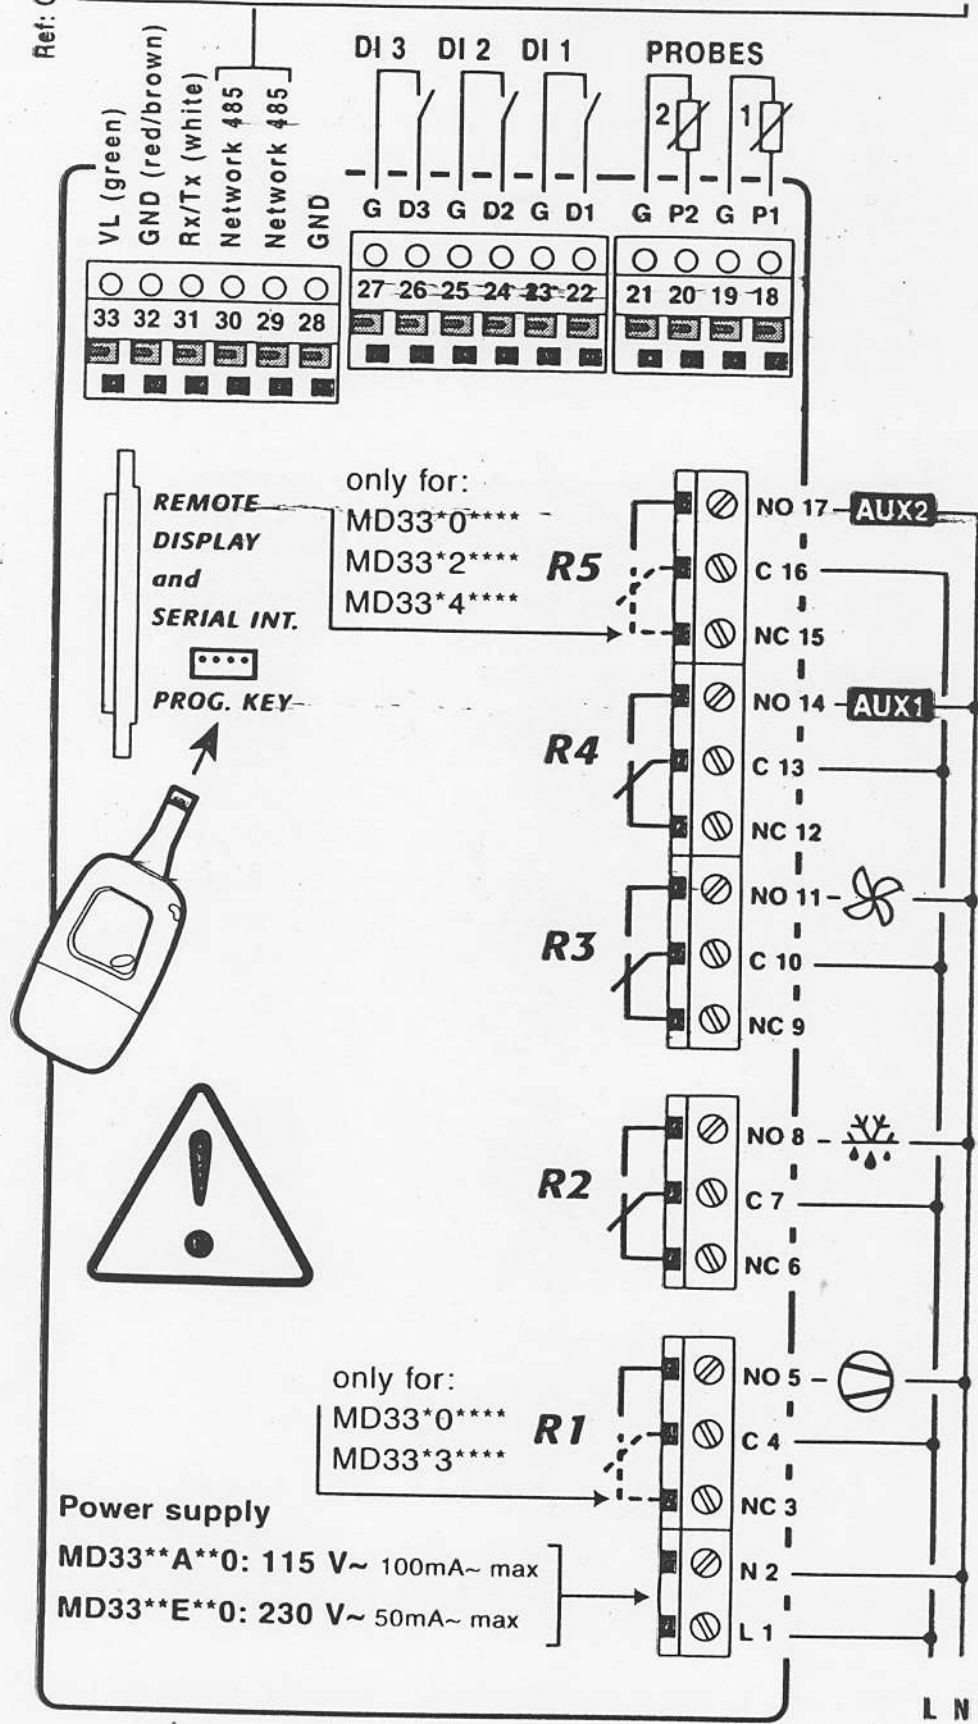 Ref:
VL (green)
GND (red/brown)
Rx/Tx (white)
Network 485
Network 485
GND
DI 3 DI 2 DI 1 PROBES
2 1
G D3 G D2 G D1 G P2 G P1
27 26 25 24 23 22 21 20 19 18
33 32 31 30 29 28
REMOTE
DISPLAY
and
SERIAL INT.
PROG. KEY
only for:
MD33*0****
MD33*2****
MD33*4****
R5
NO 17 AUX2
C 16
NC 15
R4
NO 14 AUX1
C 13
NC 12
R3
NO 11
C 10
NC 9
R2
NO 8
C 7
NC 6
only for:
MD33*0****
MD33*3****
R1
NO 5
C 4
NC 3
Power supply
MD33**A**0: 115 V~ 100mA~ max
MD33**E**0: 230 V~ 50mA~ max
N 2
L 1
L N